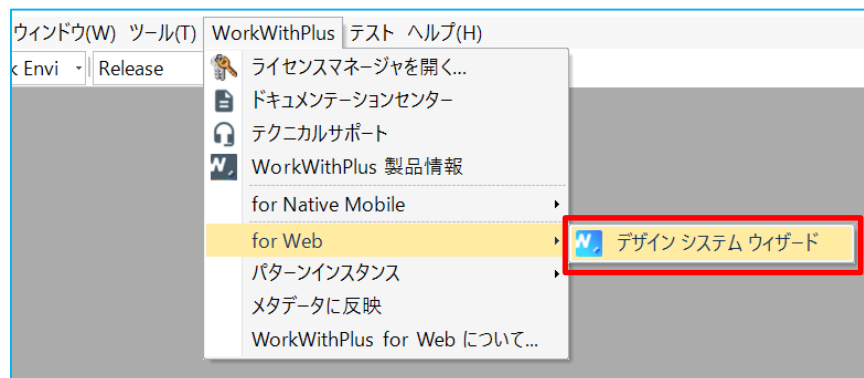 ウィンドウ(W) ツール(T) WorkWithPlus テスト ヘルプ(H)
Envi Release
ライセンスマネージャを開く...
ドキュメンテーションセンター
テクニカルサポート
WorkWithPlus 製品情報
for Native Mobile
for Web
デザイン システム ウィザード
パターンインスタンス
メタデータに反映
WorkWithPlus for Web について...